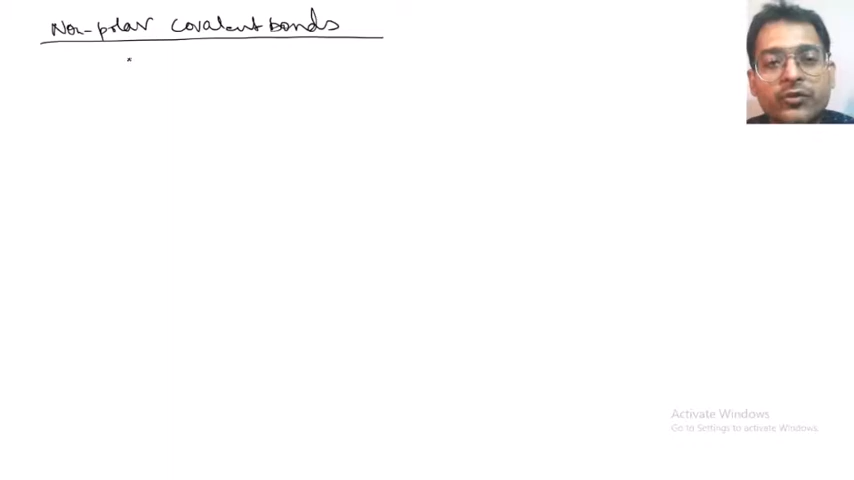 Non-polar covalent bonds
Activate Windows
Go to Settings to activate Windows.